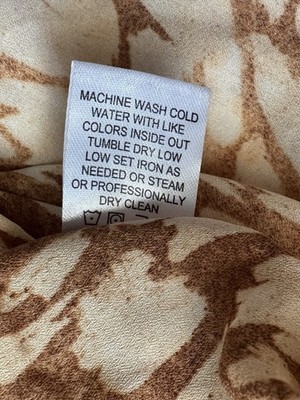 MACHINE WASH COLD
WATER WITH LIKE
COLORS INSIDE OUT
TUMBLE DRY LOW
LOW SET IRON AS
NEEDED OR STEAM
OR PROFESSIONALLY
DRY CLEAN